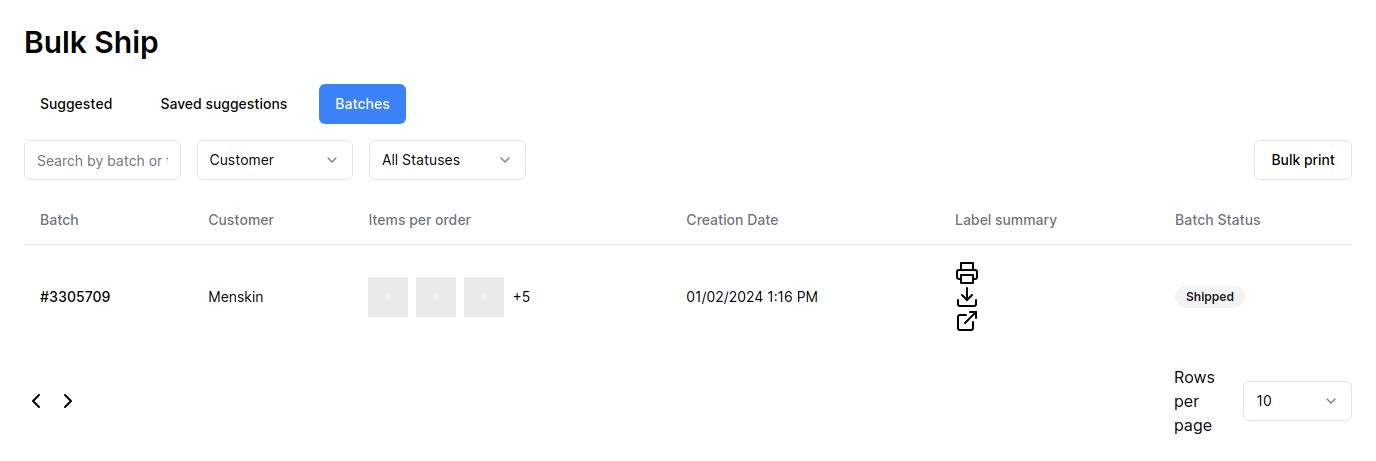 Bulk Ship
Suggested Saved suggestions Batches
Search by batch or Customer All Statuses Bulk print
Batch Customer Items per order Creation Date Label summary Batch Status
#3305709 Menskin +5 01/02/2024 1:16 PM Shipped
Rows
per
page
10